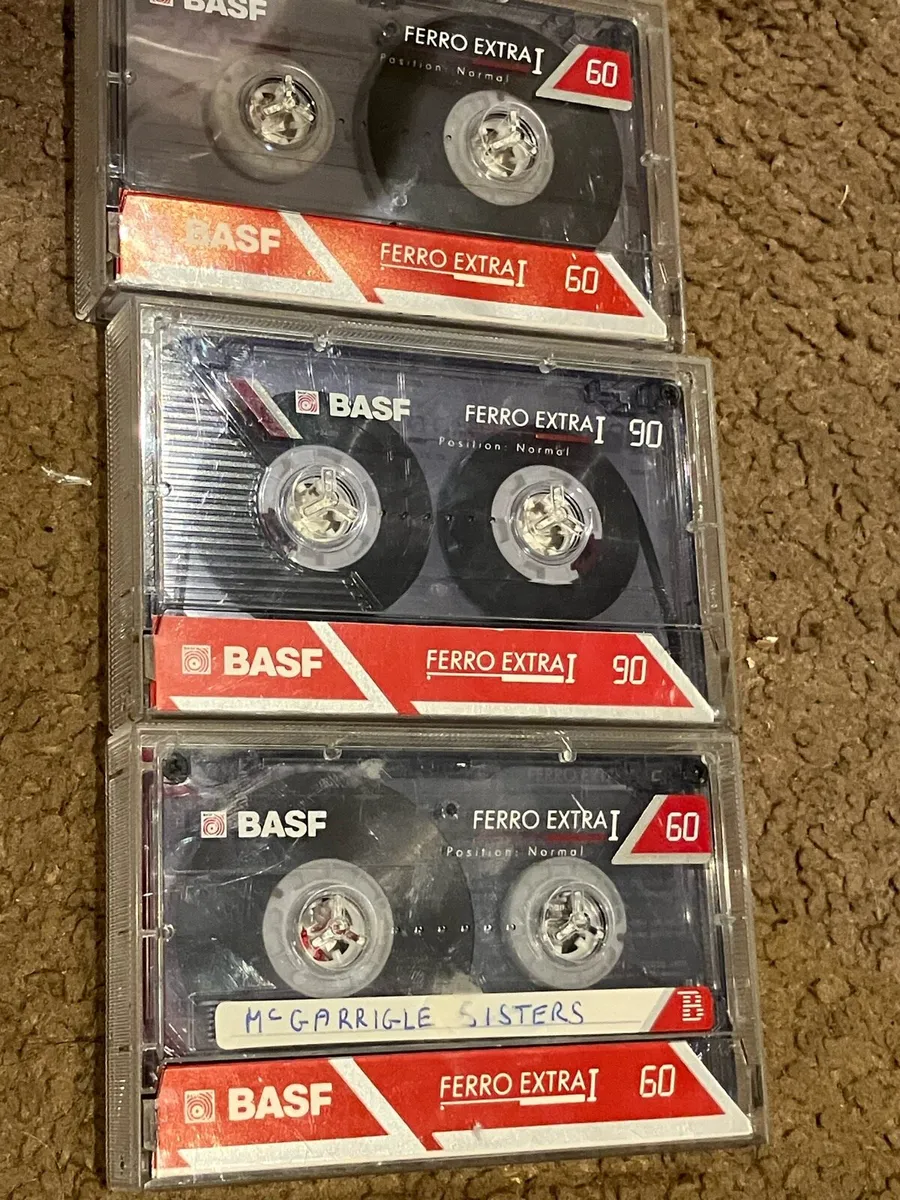 BASF
FERRO EXTRA I
60
Position: Normal
BASF
FERRO EXTRA I
60
BASF
FERRO EXTRA I
90
Position: Normal
BASF
FERRO EXTRA I
90
BASF
FERRO EXTRA I
60
Position: Normal
McGARRIGLE SISTERS
B
BASF
FERRO EXTRA I
60